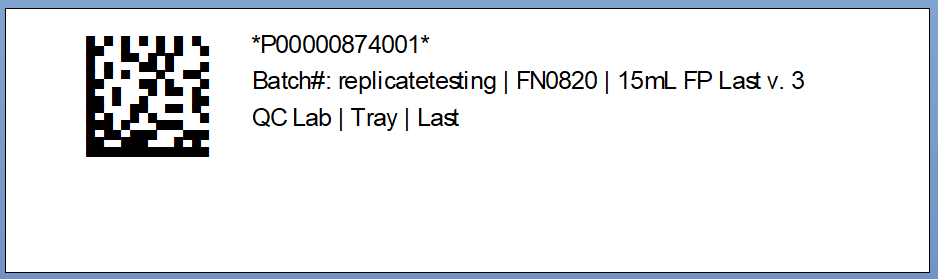 *P00000874001*
Batch#: replicatetesting | FN0820 | 15mL FP Last v. 3
QC Lab | Tray | Last